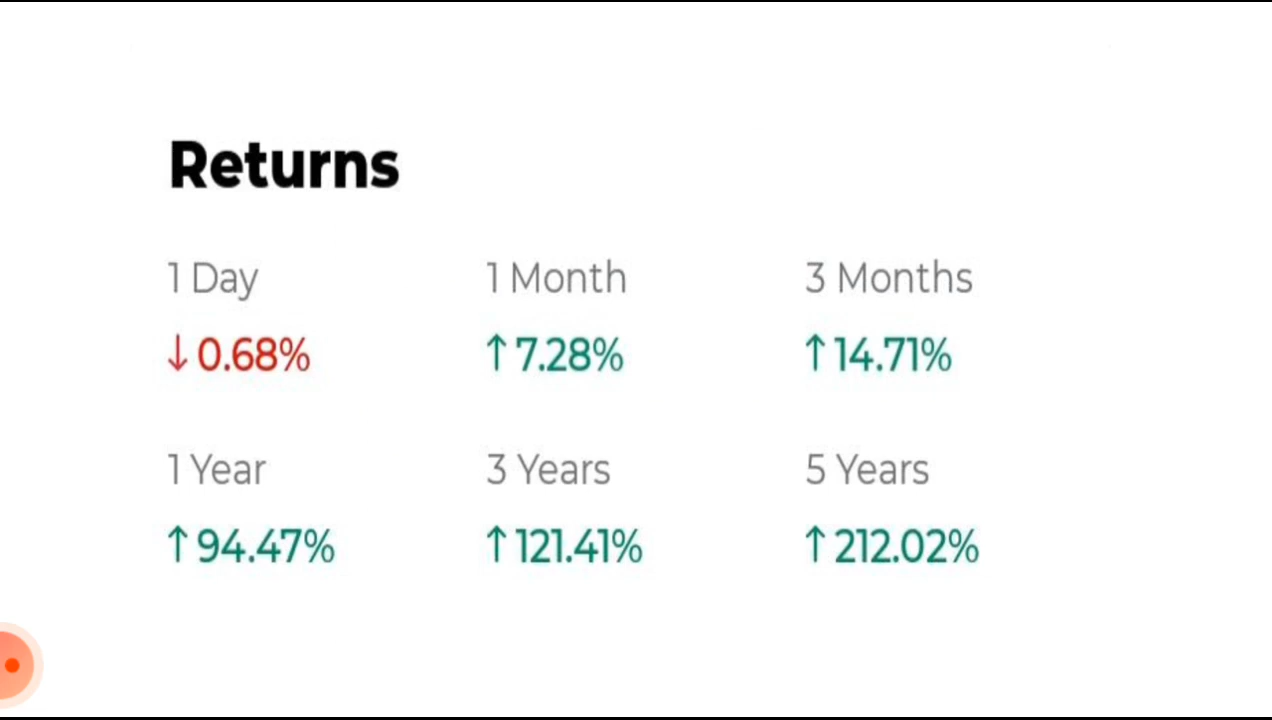 Returns
1 Day 1 Month 3 Months
↓ 0.68% ↑ 7.28% ↑ 14.71%
1 Year 3 Years 5 Years
↑ 94.47% ↑ 121.41% ↑ 212.02%